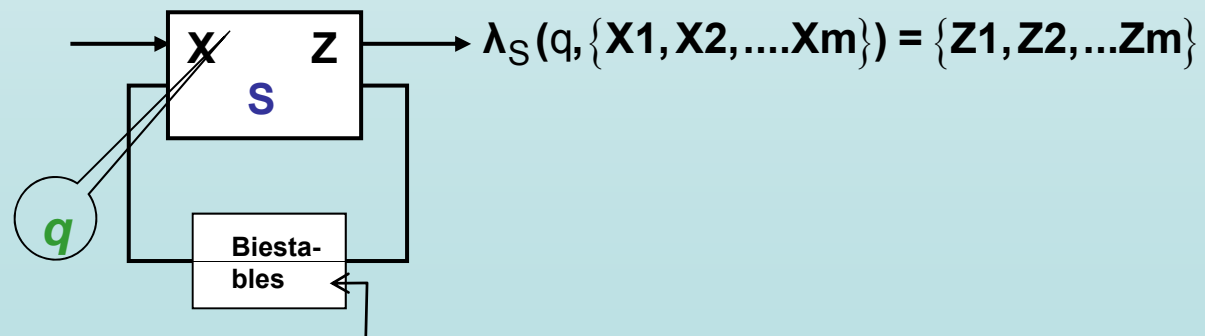 X Z λS(q,{X1,X2,....Xm}) = {Z1,Z2,...Zm}
S
q
Biesta-
bles